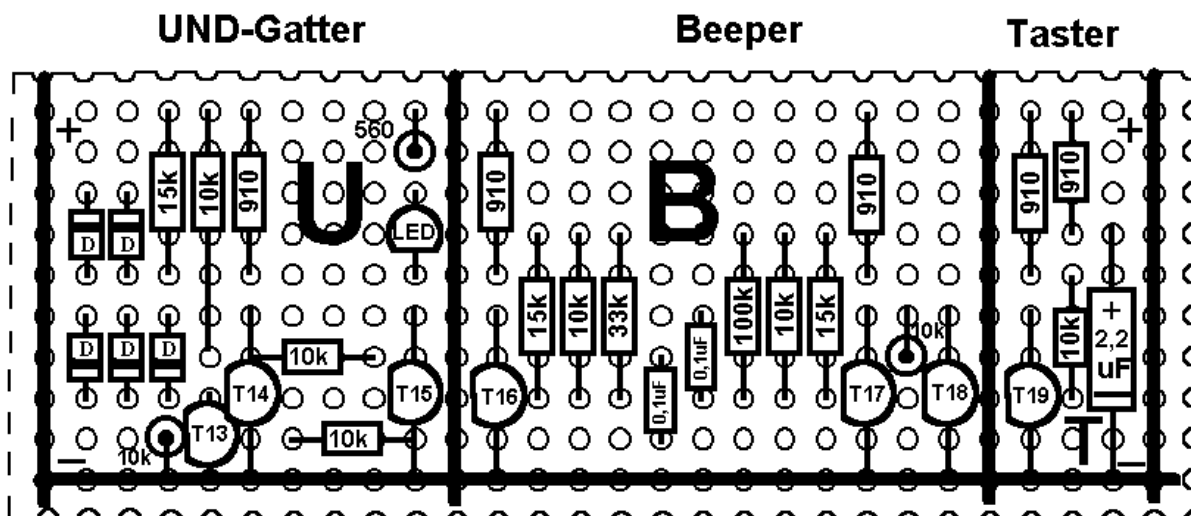 UND-Gatter Beeper Taster
+ 560 +
15k 10k 910 U 910 B 910 910 910
D D LED
15k 10k 33k 100k 10k 15k
D D D 10k 0,1uF 10k 10k + 2,2 uF
T14 T15 T16 0,1uF T17 T18 T19
T13 10k T
10k
− −